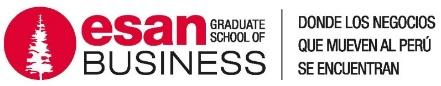 esan GRADUATE SCHOOL OF
BUSINESS
DONDE LOS NEGOCIOS
QUE MUEVEN AL PERÚ
SE ENCUENTRAN